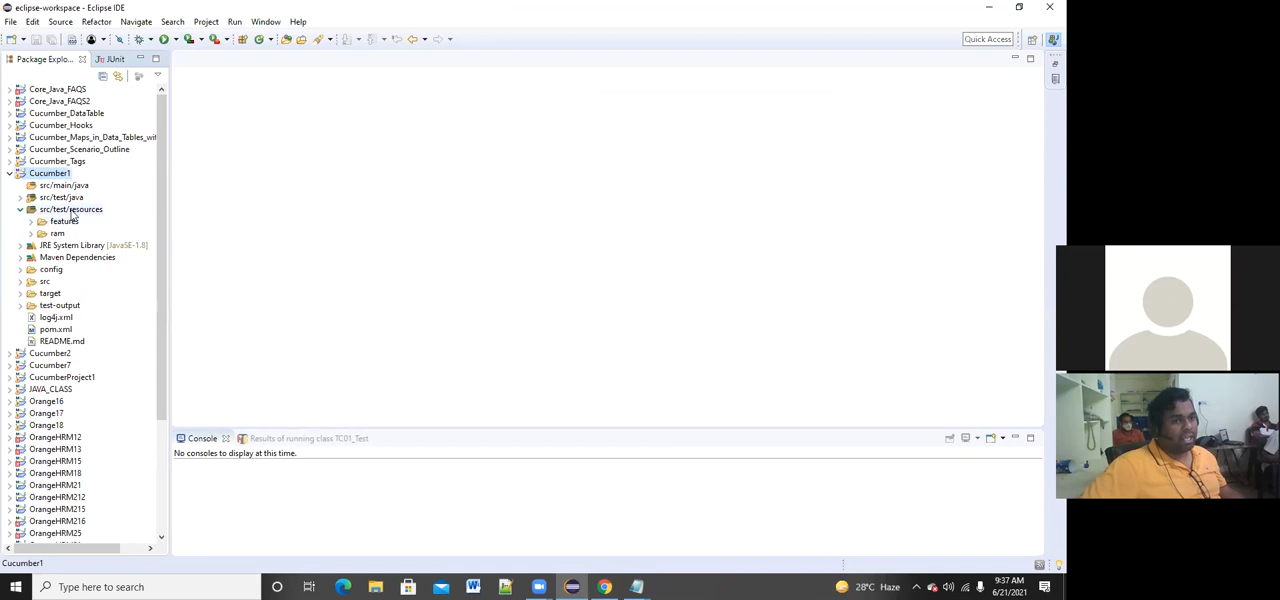 eclipse-workspace - Eclipse IDE
File Edit Source Refactor Navigate Search Project Run Window Help
Quick Access
Package Explo...
JUnit
Core_Java_FAQS
Core_Java_FAQS2
Cucumber_DataTable
Cucumber_Hooks
Cucumber_Maps_in_Data_Tables_wit
Cucumber_Scenario_Outline
Cucumber_Tags
Cucumber1
src/main/java
src/test/java
src/test/resources
features
ram
JRE System Library [JavaSE-1.8]
Maven Dependencies
config
src
target
test-output
log4j.xml
pom.xml
README.md
Cucumber2
Cucumber7
CucumberProject1
JAVA_CLASS
Orange16
Orange17
Orange18
OrangeHRM12
OrangeHRM13
OrangeHRM15
OrangeHRM18
OrangeHRM21
OrangeHRM212
OrangeHRM215
OrangeHRM216
OrangeHRM25
Console
Results of running class TC01_Test
No consoles to display at this time.
Cucumber1
Type here to search
28°C Haze
9:37 AM
6/21/2021